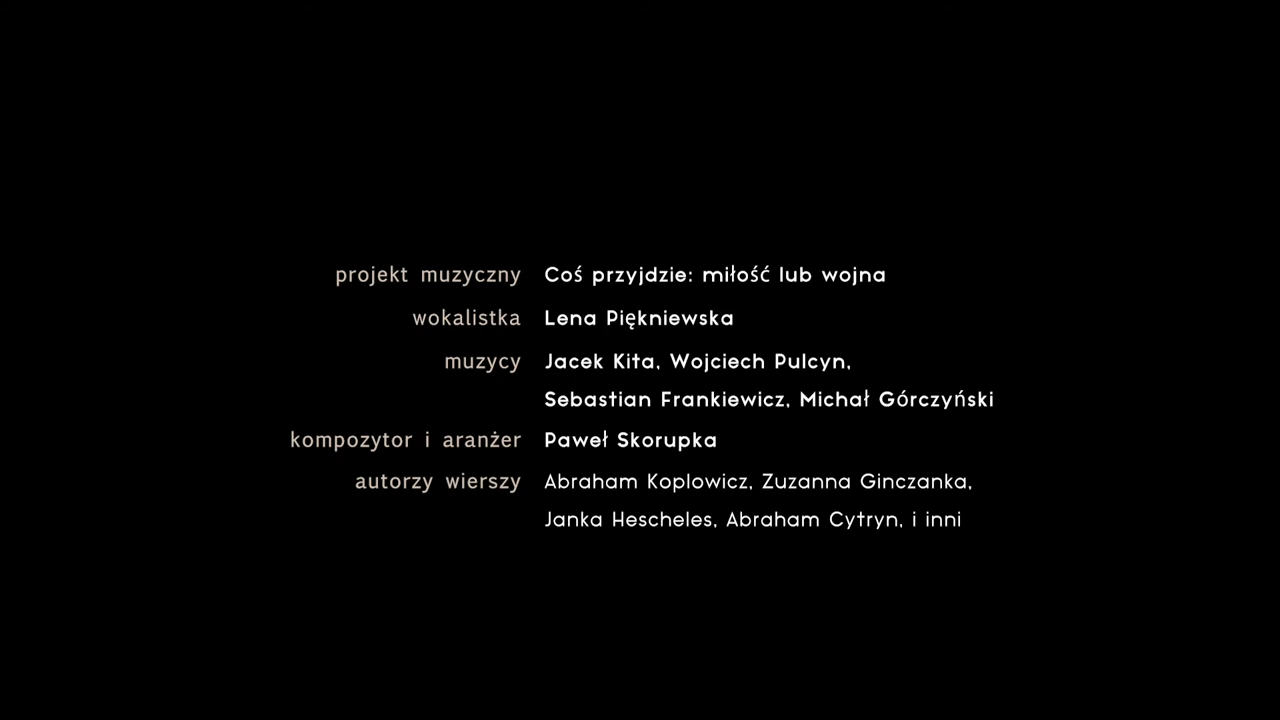 projekt muzyczny Coś przyjdzie: miłość lub wojna
wokalistka Lena Piękniewska
muzycy Jacek Kita, Wojciech Pulcyn,
Sebastian Frankiewicz, Michał Górczyński
kompozytor i aranżer Paweł Skorupka
autorzy wierszy Abraham Koplowicz, Zuzanna Ginczanka,
Janka Hescheles, Abraham Cytryn, i inni